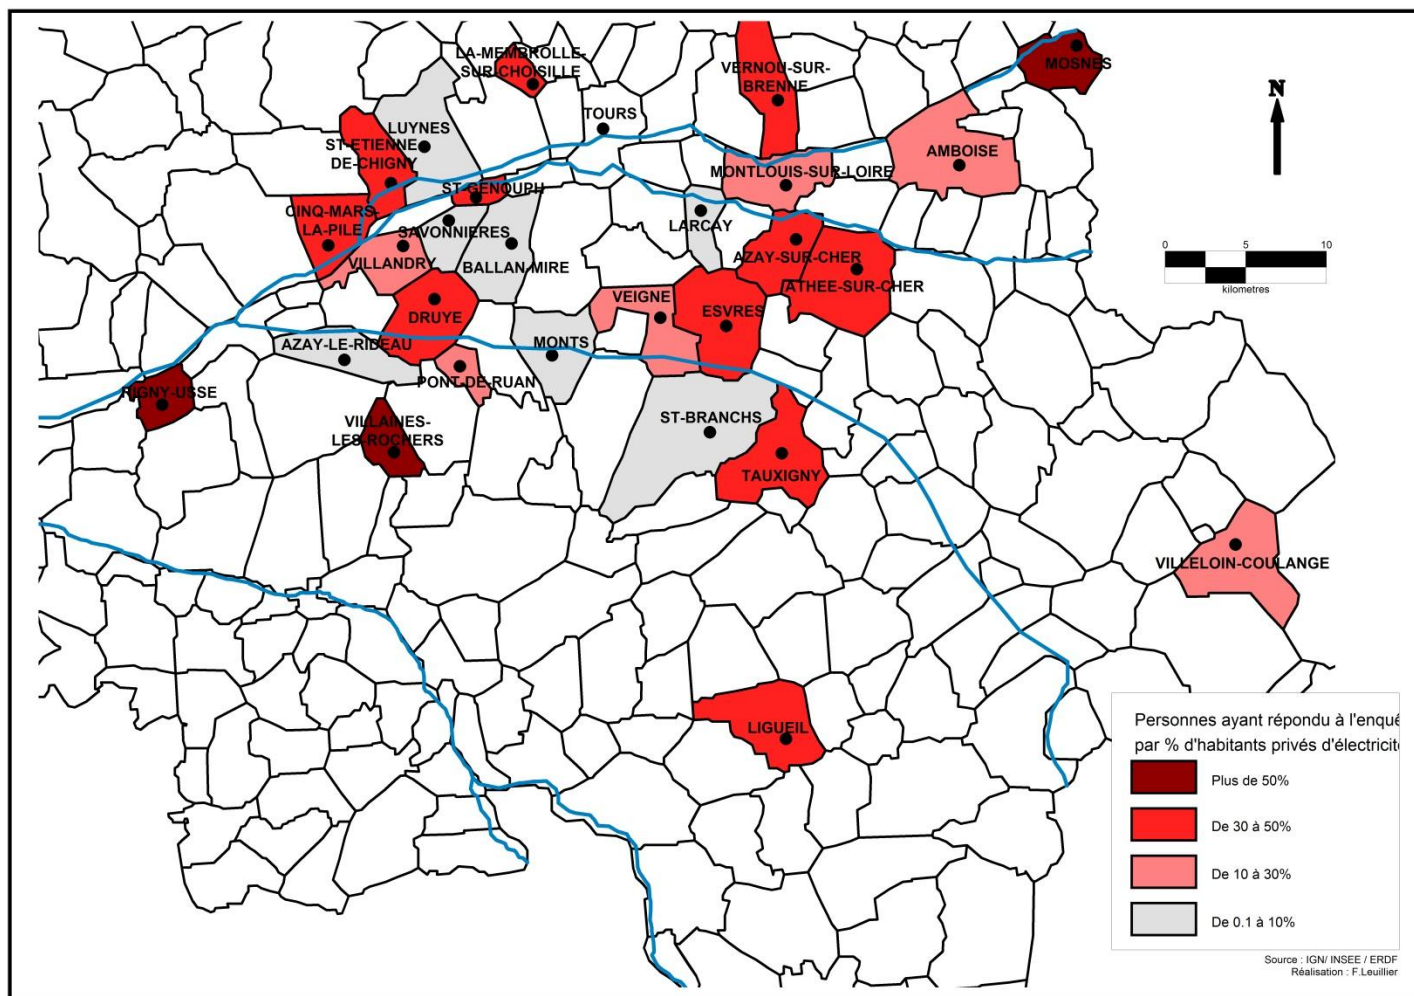 LA-MEMBROLLE-
SUR-CHOISILLE
VERNOU-SUR-
BRENNE
MOSNES
N
TOURS
LUYNES
ST-ETIENNE
DE-CHIGNY
AMBOISE
MONTLOUIS-SUR-LOIRE
ST-GENOUPH
CINQ-MARS-
LA-PILE
SAVONNIERES
LARCAY
VILLANDRY
BALLAN-MIRE
AZAY-SUR-CHER
ATHEE-SUR-CHER
0 5 10
kilometres
VEIGNE
ESVRES
DRUYE
AZAY-LE-RIDEAU
MONTS
PONT-DE-RUAN
RIGNY-USSE
VILLAINES-
LES-ROCHERS
ST-BRANCHS
TAUXIGNY
VILLELOIN-COULANGE
LIGUEIL
Personnes ayant répondu à l'enquê
par % d'habitants privés d'électricit
Plus de 50%
De 30 à 50%
De 10 à 30%
De 0.1 à 10%
Source : IGN/ INSEE / ERDF
Réalisation : F.Leuillier